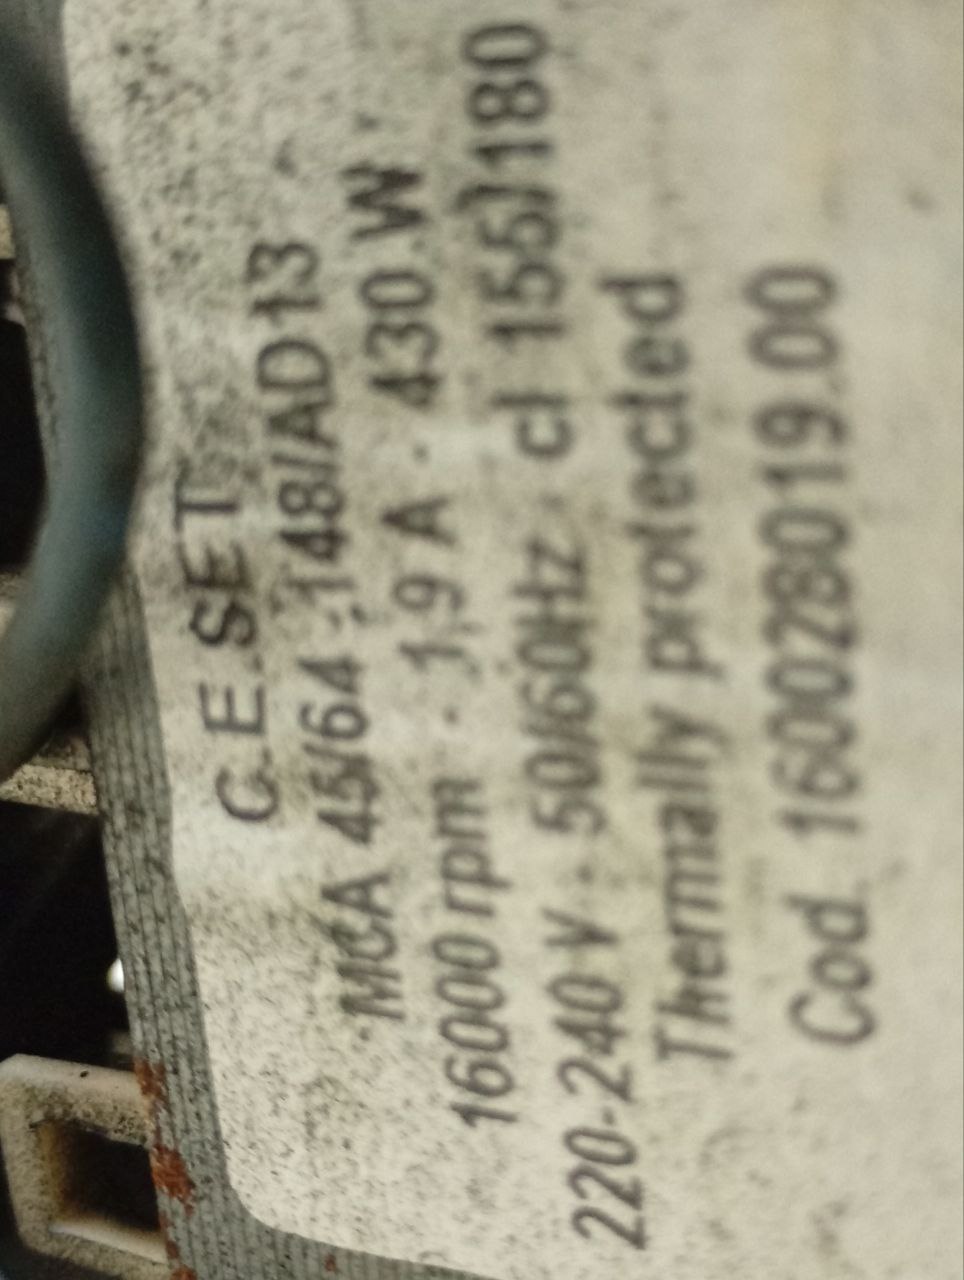 C.E.SET
MCA 45/64 - 148/AD13
16000 rpm - 1,9 A - 430 W
220-240 V - 50/60Hz cl 155/180
Thermally protected
Cod. 1600280019.00